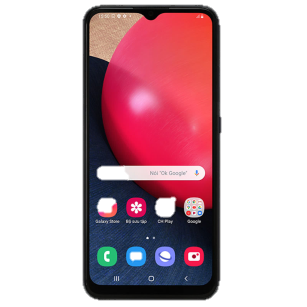 Nói "Ok Google"
Galaxy Store
Bộ sưu tập
CH Play
Google